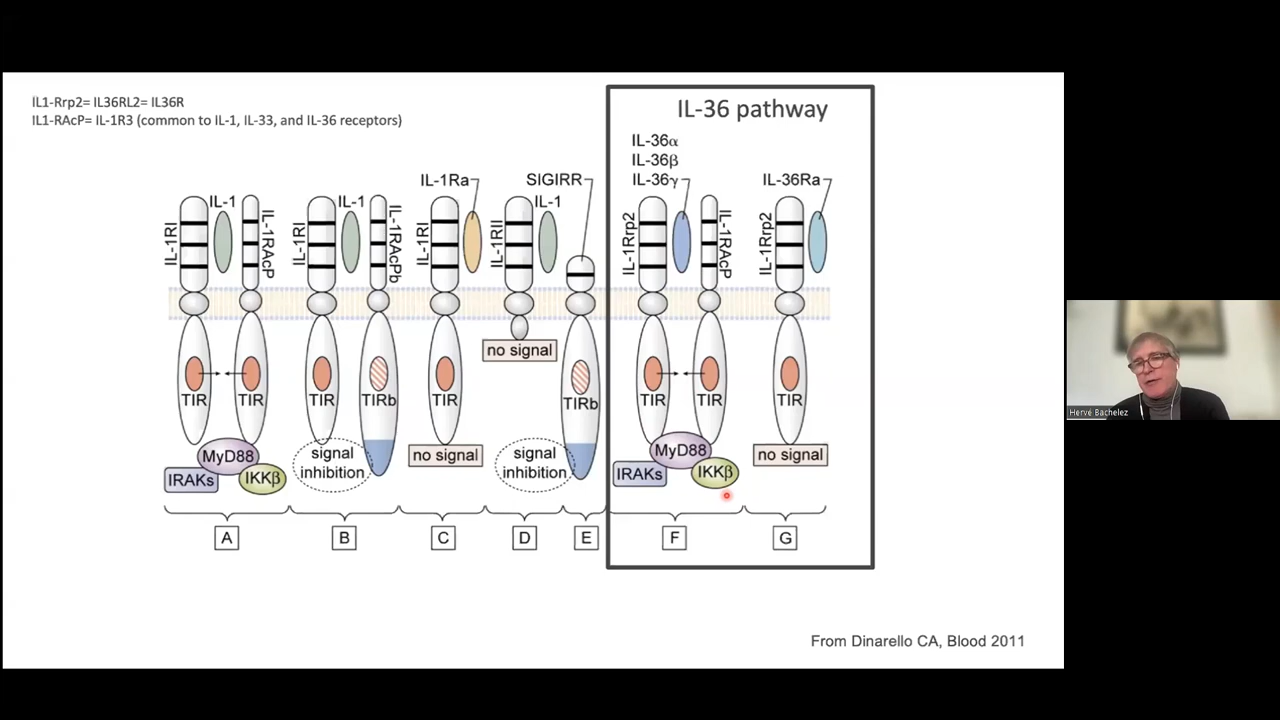 IL1-Rrp2= IL36RL2= IL36R
IL1-RAcP= IL-1R3 (common to IL-1, IL-33, and IL-36 receptors)
IL-36 pathway
IL-36α
IL-36β
IL-36γ
IL-1Ra
SIGIRR
IL-36Ra
IL-1RI
IL-1
IL-1RAcP
IL-1RI
IL-1
IL-1RAcPb
IL-1RI
IL-1RII
IL-1
IL-1Rrp2
IL-1RAcP
IL-1Rrp2
no signal
TIR
TIR
TIR
TIRb
TIR
TIRb
TIR
TIR
TIR
MyD88
IRAKs
IKKβ
signal
inhibition
no signal
signal
inhibition
MyD88
IRAKs
IKKβ
no signal
A
B
C
D
E
F
G
From Dinarello CA, Blood 2011
Hervé Bachelez